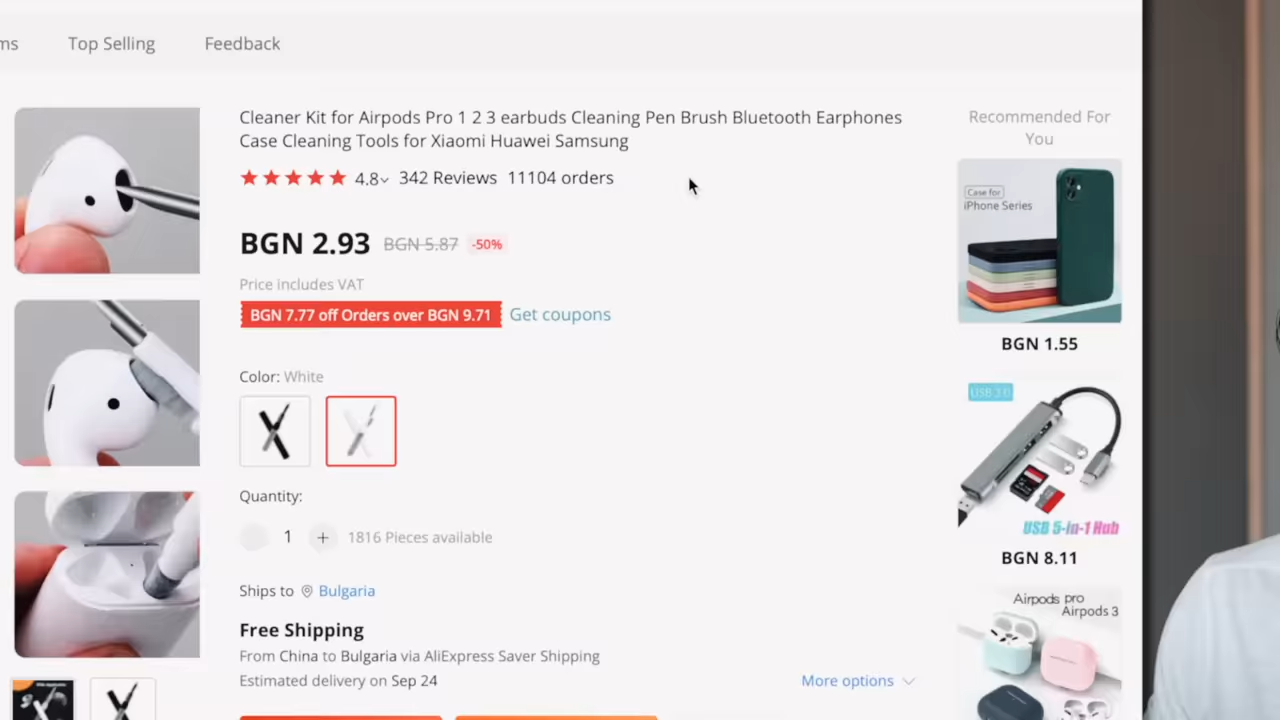 ms
Top Selling
Feedback
Cleaner Kit for Airpods Pro 1 2 3 earbuds Cleaning Pen Brush Bluetooth Earphones
Case Cleaning Tools for Xiaomi Huawei Samsung
4.8
342 Reviews
11104 orders
BGN 2.93
BGN 5.87
-50%
Price includes VAT
BGN 7.77 off Orders over BGN 9.71
Get coupons
Color: White
Quantity:
1
+
1816 Pieces available
Ships to
Bulgaria
Free Shipping
From China to Bulgaria via AliExpress Saver Shipping
Estimated delivery on Sep 24
More options
Recommended For
You
Case for
iPhone Series
BGN 1.55
USB 3.0
USB 5-in-1 Hub
BGN 8.11
Airpods pro
Airpods 3